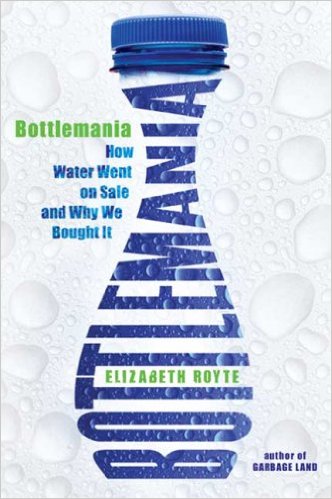 Bottlemania
How
Water Went
on Sale
and Why We
Bought It
BOTTLEMANIA
ELIZABETH ROYTE
author of
GARBAGE LAND